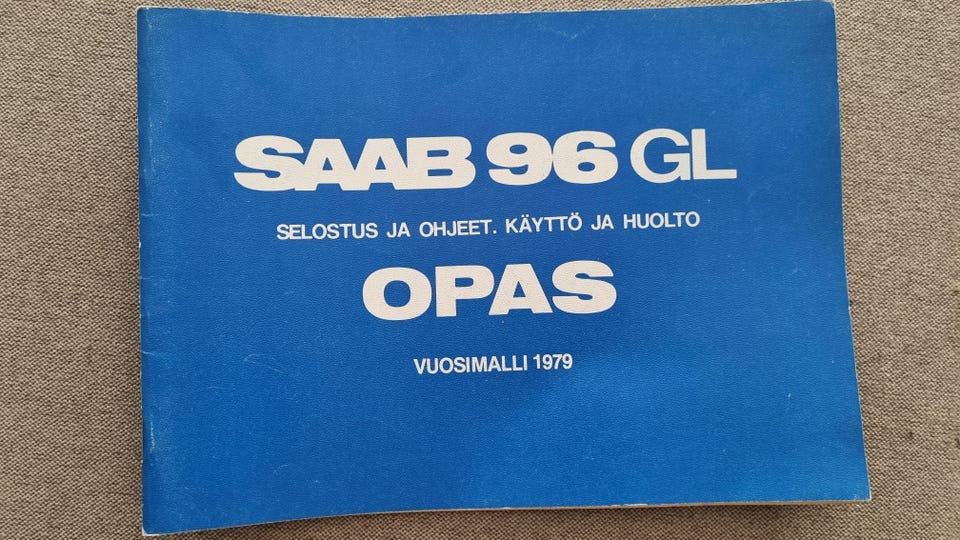 SAAB 96 GL
SELOSTUS JA OHJEET. KÄYTTÖ JA HUOLTO
OPAS
VUOSIMALLI 1979